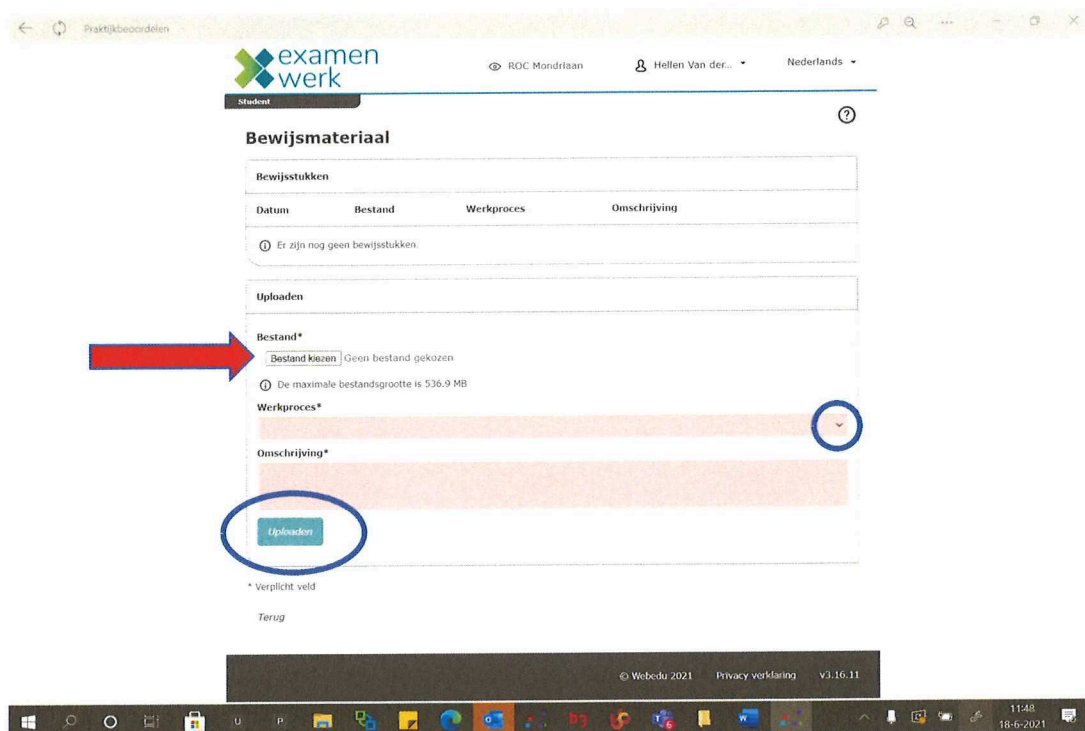 Praktijkbeoordelen
examen
werk
ROC Mondriaan
Hellen Van der...
Nederlands
Student
Bewijsmateriaal
Bewijsstukken
Datum Bestand Werkproces Omschrijving
Er zijn nog geen bewijsstukken.
Uploaden
Bestand*
Bestand kiezen Geen bestand gekozen
De maximale bestandsgrootte is 536.9 MB
Werkproces*
Omschrijving*
Uploaden
* Verplicht veld
Terug
© Webedu 2021 Privacy verklaring v3.16.11
U P
11:48
18-6-2021